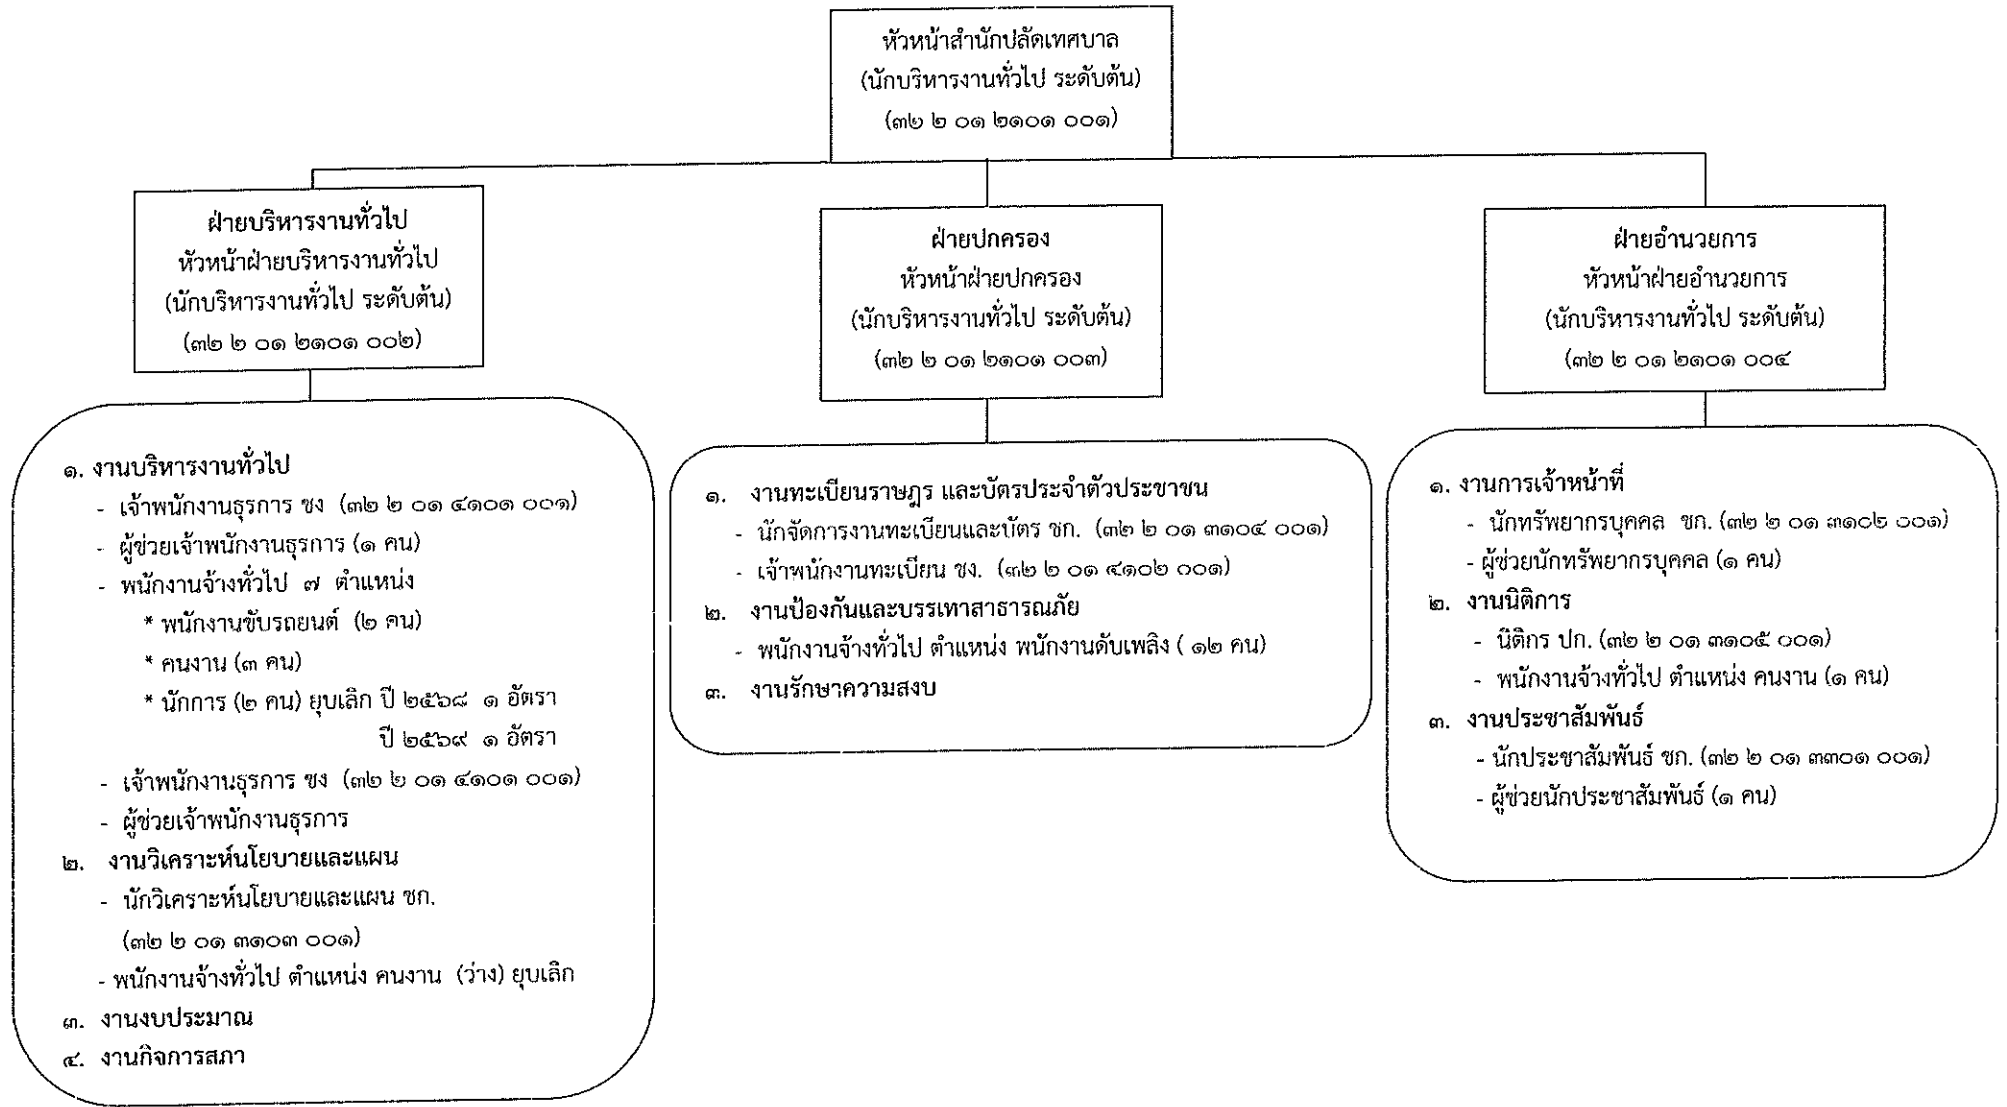 หัวหน้าสำนักปลัดเทศบาล
(นักบริหารงานทั่วไป ระดับต้น)
(๓๒ ๒ ๐๑ ๒๑๐๑ ๐๐๑)
ฝ่ายบริหารงานทั่วไป
หัวหน้าฝ่ายบริหารงานทั่วไป
(นักบริหารงานทั่วไป ระดับต้น)
(๓๒ ๒ ๐๑ ๒๑๐๑ ๐๐๒)
ฝ่ายปกครอง
หัวหน้าฝ่ายปกครอง
(นักบริหารงานทั่วไป ระดับต้น)
(๓๒ ๒ ๐๑ ๒๑๐๑ ๐๐๓)
ฝ่ายอำนวยการ
หัวหน้าฝ่ายอำนวยการ
(นักบริหารงานทั่วไป ระดับต้น)
(๓๒ ๒ ๐๑ ๒๑๐๑ ๐๐๔
๑. งานบริหารงานทั่วไป
- เจ้าพนักงานธุรการ ชง (๓๒ ๒ ๐๑ ๔๑๐๑ ๐๐๑)
- ผู้ช่วยเจ้าพนักงานธุรการ (๑ คน)
- พนักงานจ้างทั่วไป ๗ ตำแหน่ง
* พนักงานขับรถยนต์ (๒ คน)
* คนงาน (๓ คน)
* นักการ (๒ คน) ยุบเลิก ปี ๒๕๖๘ ๑ อัตรา
ปี ๒๕๖๙ ๑ อัตรา
- เจ้าพนักงานธุรการ ชง (๓๒ ๒ ๐๑ ๔๑๐๑ ๐๐๑)
- ผู้ช่วยเจ้าพนักงานธุรการ
๒. งานวิเคราะห์นโยบายและแผน
- นักวิเคราะห์นโยบายและแผน ชก.
(๓๒ ๒ ๐๑ ๓๑๐๓ ๐๐๑)
- พนักงานจ้างทั่วไป ตำแหน่ง คนงาน (ว่าง) ยุบเลิก
๓. งานงบประมาณ
๔. งานกิจการสภา
๑. งานทะเบียนราษฎร และบัตรประจำตัวประชาชน
- นักจัดการงานทะเบียนและบัตร ชก. (๓๒ ๒ ๐๑ ๓๑๐๔ ๐๐๑)
- เจ้าพนักงานทะเบียน ชง. (๓๒ ๒ ๐๑ ๔๑๐๒ ๐๐๑)
๒. งานป้องกันและบรรเทาสาธารณภัย
- พนักงานจ้างทั่วไป ตำแหน่ง พนักงานดับเพลิง ( ๑๒ คน)
๓. งานรักษาความสงบ
๑. งานการเจ้าหน้าที่
- นักทรัพยากรบุคคล ชก. (๓๒ ๒ ๐๑ ๓๑๐๒ ๐๐๑)
- ผู้ช่วยนักทรัพยากรบุคคล (๑ คน)
๒. งานนิติการ
- นิติกร ปก. (๓๒ ๒ ๐๑ ๓๑๐๕ ๐๐๑)
- พนักงานจ้างทั่วไป ตำแหน่ง คนงาน (๑ คน)
๓. งานประชาสัมพันธ์
- นักประชาสัมพันธ์ ชก. (๓๒ ๒ ๐๑ ๓๓๐๑ ๐๐๑)
- ผู้ช่วยนักประชาสัมพันธ์ (๑ คน)